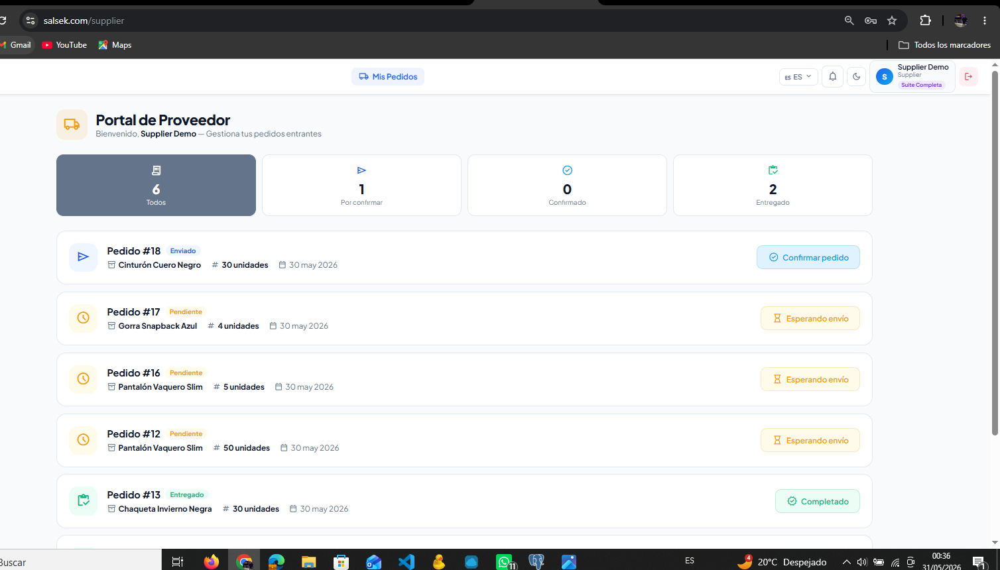 salsek.com/supplier
Gmail
YouTube
Maps
Todos los marcadores
Mis Pedidos
ES ES
S
Supplier Demo
Supplier
Suite Completa
Portal de Proveedor
Bienvenido, Supplier Demo — Gestiona tus pedidos entrantes
6
Todos
1
Por confirmar
0
Confirmado
2
Entregado
Pedido #18 Enviado
Cinturón Cuero Negro # 30 unidades 30 may 2026
Confirmar pedido
Pedido #17 Pendiente
Gorra Snapback Azul # 4 unidades 30 may 2026
Esperando envío
Pedido #16 Pendiente
Pantalón Vaquero Slim # 5 unidades 30 may 2026
Esperando envío
Pedido #12 Pendiente
Pantalón Vaquero Slim # 50 unidades 30 may 2026
Esperando envío
Pedido #13 Entregado
Chaqueta Invierno Negra # 30 unidades 30 may 2026
Completado
Buscar
11
ES
4
20°C Despejado
00:36
31/05/2026
1